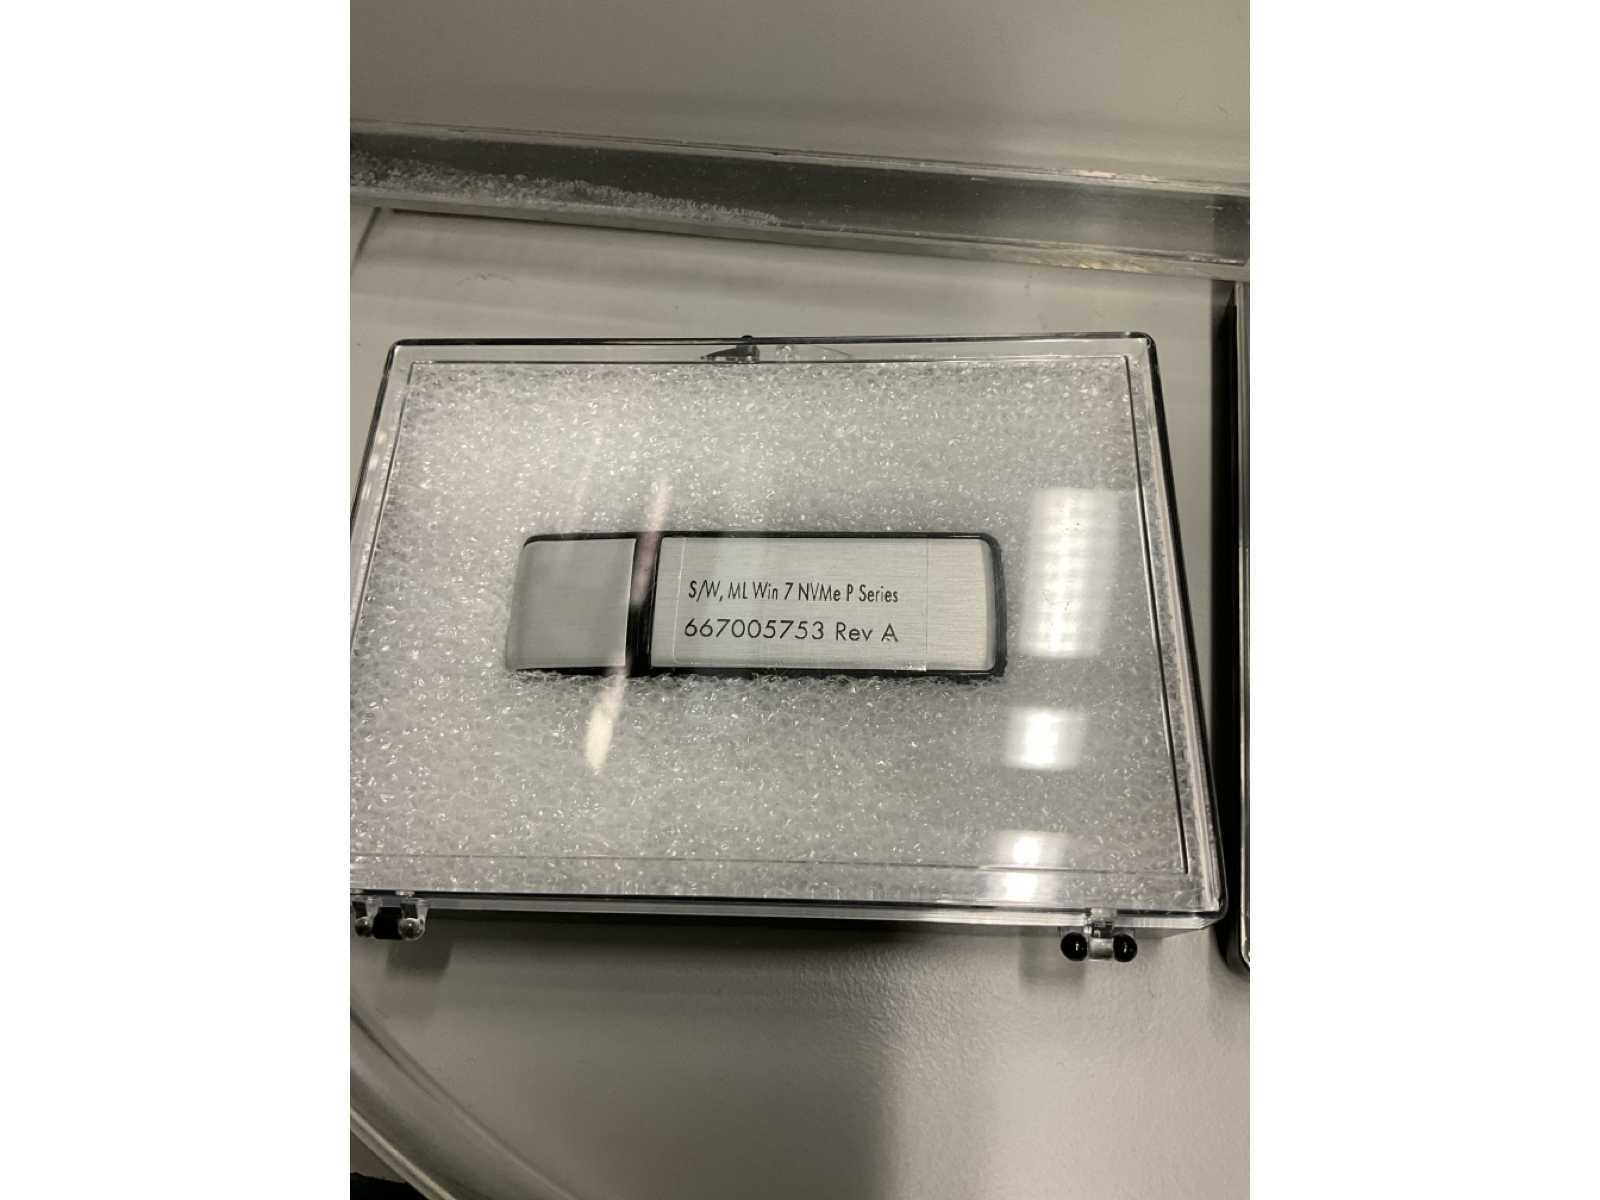 S/W, ML Win 7 NVMe P Series
667005753 Rev A